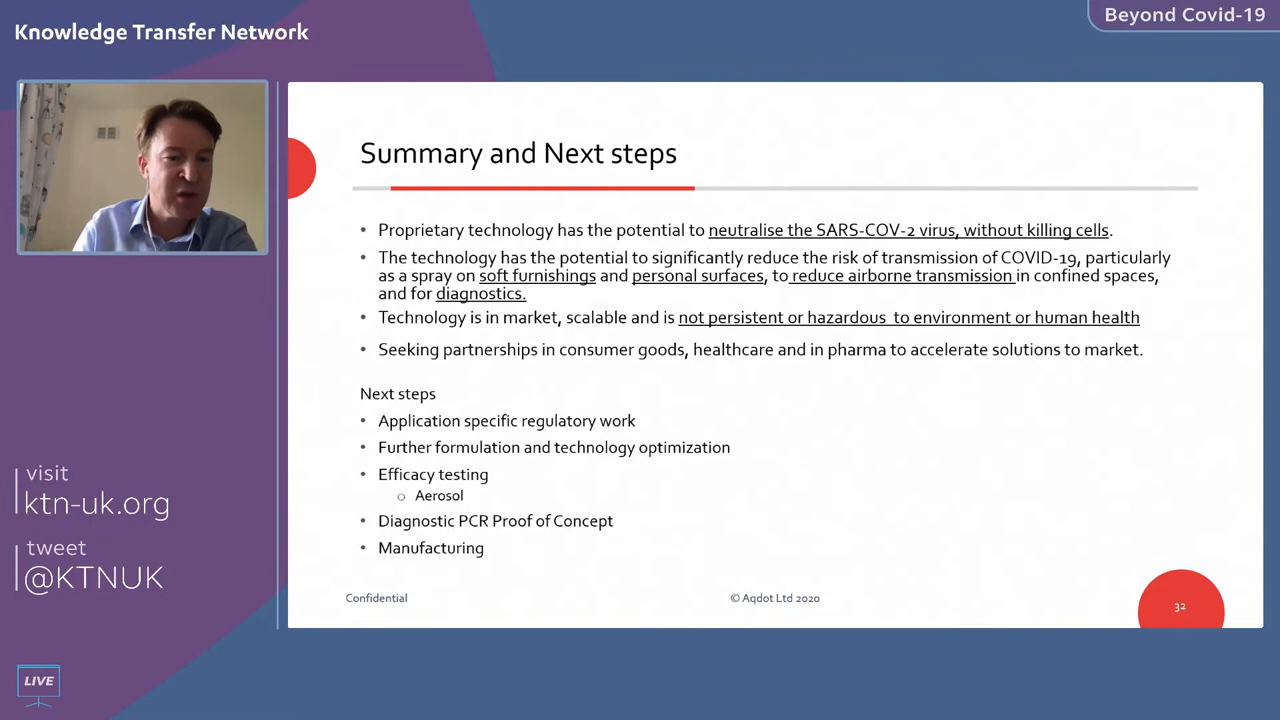 Knowledge Transfer Network
Beyond Covid-19
Summary and Next steps
• Proprietary technology has the potential to neutralise the SARS-COV-2 virus, without killing cells.
• The technology has the potential to significantly reduce the risk of transmission of COVID-19, particularly
as a spray on soft furnishings and personal surfaces, to reduce airborne transmission in confined spaces,
and for diagnostics.
• Technology is in market, scalable and is not persistent or hazardous to environment or human health
• Seeking partnerships in consumer goods, healthcare and in pharma to accelerate solutions to market.
Next steps
• Application specific regulatory work
• Further formulation and technology optimization
• Efficacy testing
○ Aerosol
• Diagnostic PCR Proof of Concept
• Manufacturing
Confidential
© Aqdot Ltd 2020
32
visit
ktn-uk.org
tweet
@KTNUK
LIVE